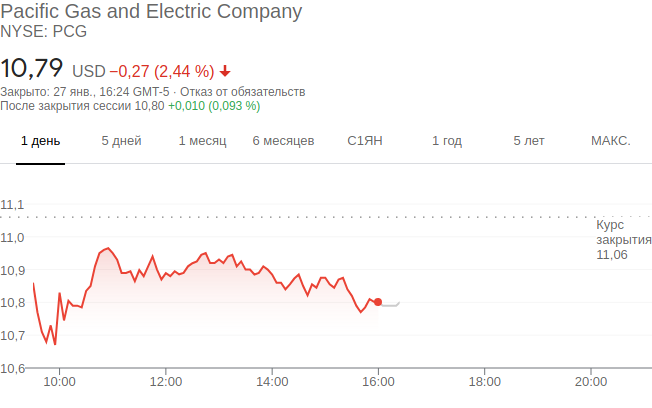 Pacific Gas and Electric Company
NYSE: PCG
10,79 USD −0,27 (2,44 %)
Закрыто: 27 янв., 16:24 GMT-5 · Отказ от обязательств
После закрытия сессии 10,80 +0,010 (0,093 %)
1 день 5 дней 1 месяц 6 месяцев С1ЯН 1 год 5 лет МАКС.
11,1
Курс
закрытия
11,06
11,0
10,9
10,8
10,7
10,6
10:00 12:00 14:00 16:00 18:00 20:00